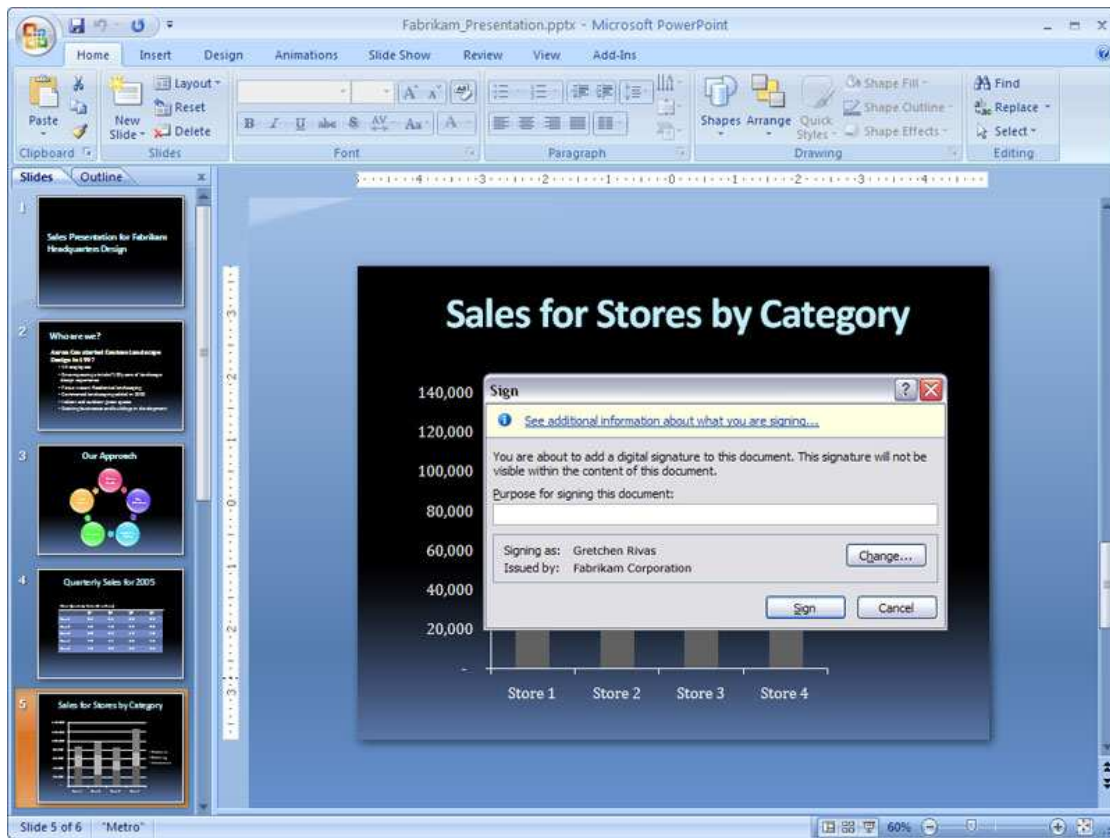 Fabrikam_Presentation.pptx - Microsoft PowerPoint
Home Insert Design Animations Slide Show Review View Add-Ins
Paste
New Slide
Layout
Reset
Delete
Shapes Arrange Quick Styles
Shape Fill
Shape Outline
Shape Effects
Find
Replace
Select
Clipboard Slides Font Paragraph Drawing Editing
Slides Outline
1
Sales Presentation for Fabrikam
Headquarters Design
2
Who are we?
3
Our Approach
4
Quarterly Sales for 2005
5
Sales for Stores by Category
Sales for Stores by Category
140,000
120,000
100,000
80,000
60,000
40,000
20,000
-
Store 1 Store 2 Store 3 Store 4
Sign
See additional information about what you are signing...
You are about to add a digital signature to this document. This signature will not be
visible within the content of this document.
Purpose for signing this document:
Signing as: Gretchen Rivas
Issued by: Fabrikam Corporation
Change...
Sign Cancel
Slide 5 of 6 "Metro" 60%